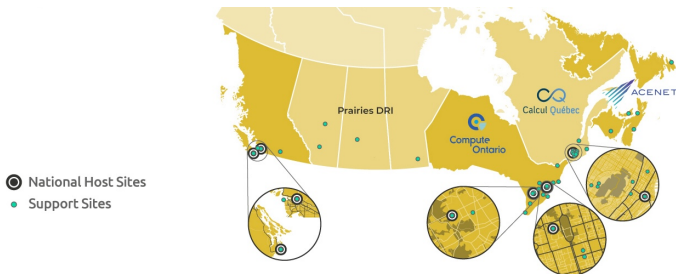 Prairies DRI
Compute
Ontario
Calcul Québec
ACENET
National Host Sites
Support Sites